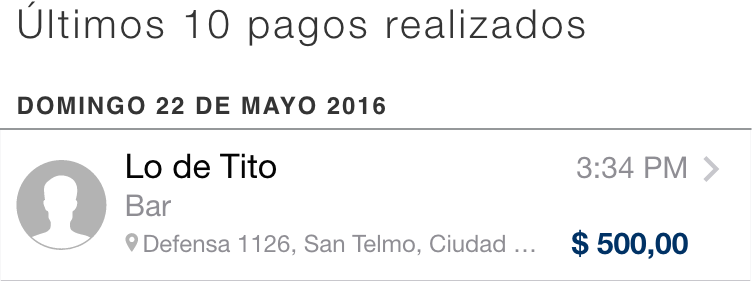 Últimos 10 pagos realizados
DOMINGO 22 DE MAYO 2016
Lo de Tito 3:34 PM
Bar
Defensa 1126, San Telmo, Ciudad ... $ 500,00